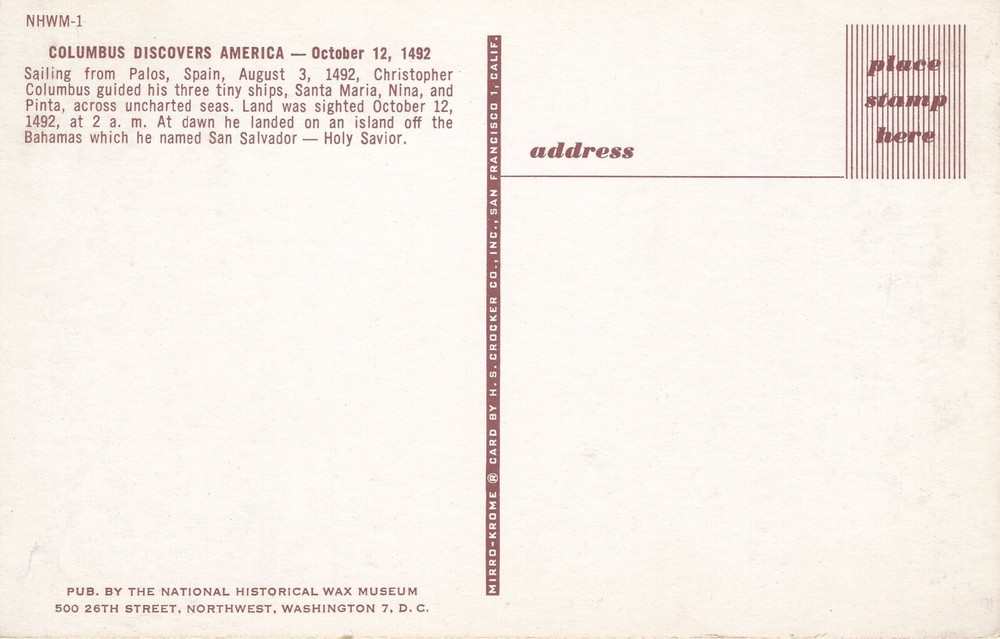 NHWM-1
COLUMBUS DISCOVERS AMERICA — October 12, 1492
Sailing from Palos, Spain, August 3, 1492, Christopher
Columbus guided his three tiny ships, Santa Maria, Nina, and
Pinta, across uncharted seas. Land was sighted October 12,
1492, at 2 a. m. At dawn he landed on an island off the
Bahamas which he named San Salvador — Holy Savior.
PUB. BY THE NATIONAL HISTORICAL WAX MUSEUM
500 26TH STREET, NORTHWEST, WASHINGTON 7, D. C.
MIRRO-KROME ® CARD BY H. S. CROCKER CO., INC., SAN FRANCISCO 1, CALIF.
address
place
stamp
here